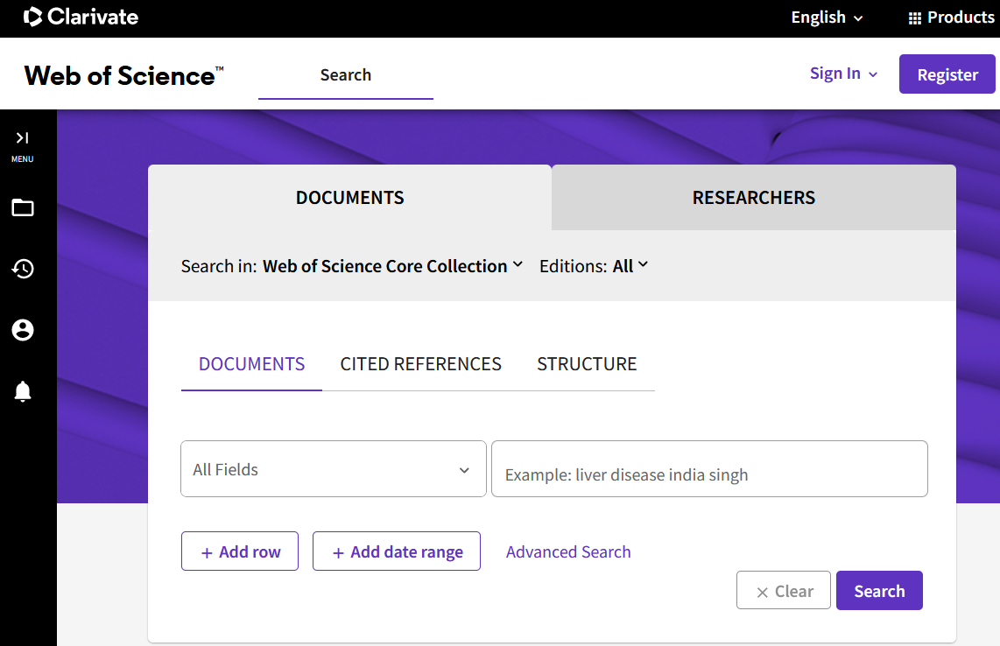 Clarivate
English
Products
Web of Science™
Search
Sign In
Register
MENU
DOCUMENTS
RESEARCHERS
Search in: Web of Science Core Collection
Editions: All
DOCUMENTS
CITED REFERENCES
STRUCTURE
All Fields
Example: liver disease india singh
+ Add row
+ Add date range
Advanced Search
× Clear
Search